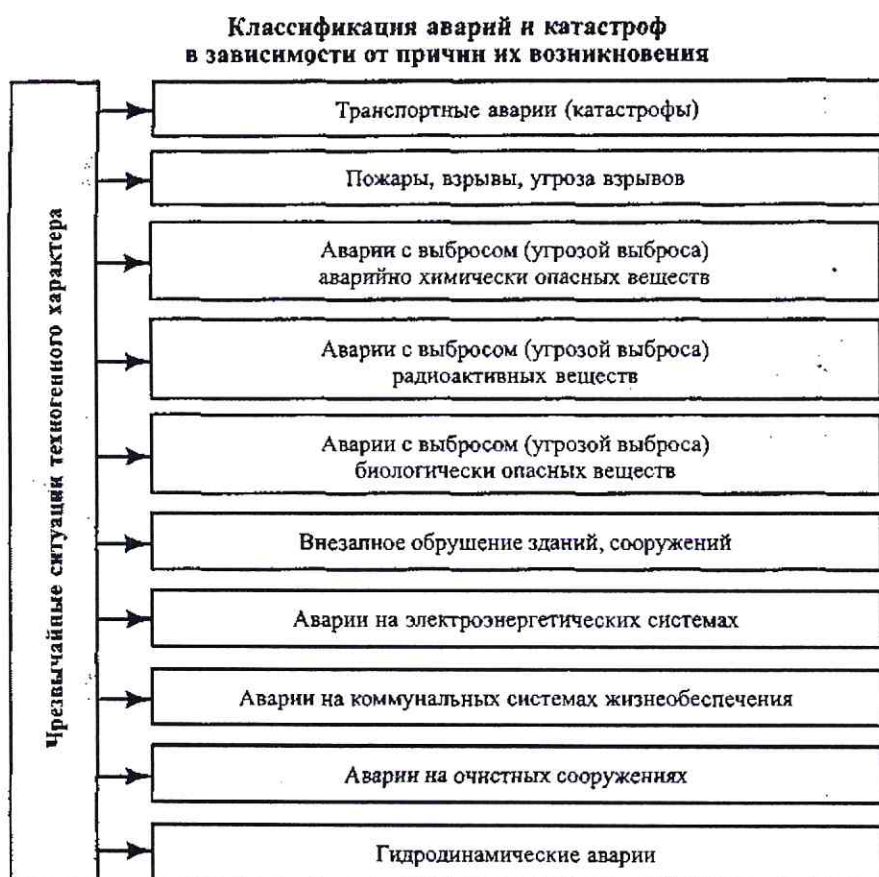 Классификация аварий и катастроф
в зависимости от причин их возникновения
Чрезвычайные ситуации техногенного характера
Транспортные аварии (катастрофы)
Пожары, взрывы, угроза взрывов
Аварии с выбросом (угрозой выброса)
аварийно химически опасных веществ
Аварии с выбросом (угрозой выброса)
радиоактивных веществ
Аварии с выбросом (угрозой выброса)
биологически опасных веществ
Внезапное обрушение зданий, сооружений
Аварии на электроэнергетических системах
Аварии на коммунальных системах жизнеобеспечения
Аварии на очистных сооружениях
Гидродинамические аварии